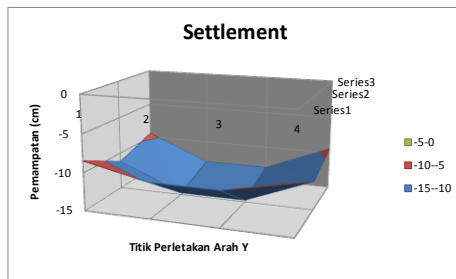 Settlement
0
-5
-10
-15
Pemampatan (cm)
1
2
3
4
Series3
Series2
Series1
Titik Perletakan Arah Y
-5-0
-10--5
-15--10